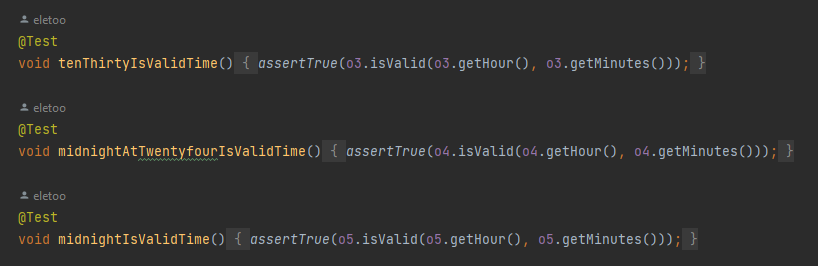 eletoo
@Test
void tenThirtyIsValidTime() { assertTrue(o3.isValid(o3.getHour(), o3.getMinutes())); }
eletoo
@Test
void midnightAtTwentyfourIsValidTime() { assertTrue(o4.isValid(o4.getHour(), o4.getMinutes())); }
eletoo
@Test
void midnightIsValidTime() { assertTrue(o5.isValid(o5.getHour(), o5.getMinutes())); }